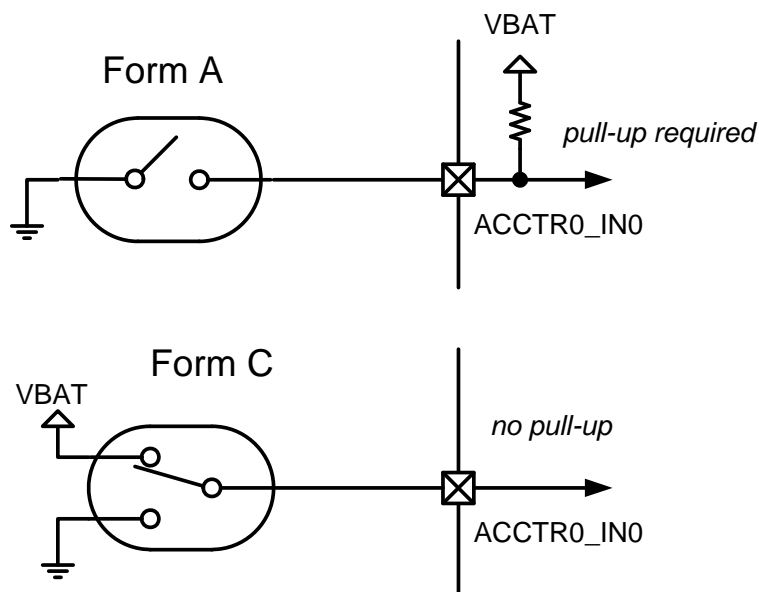 VBAT
Form A
pull-up required
ACCTR0_IN0
Form C
VBAT
no pull-up
ACCTR0_IN0